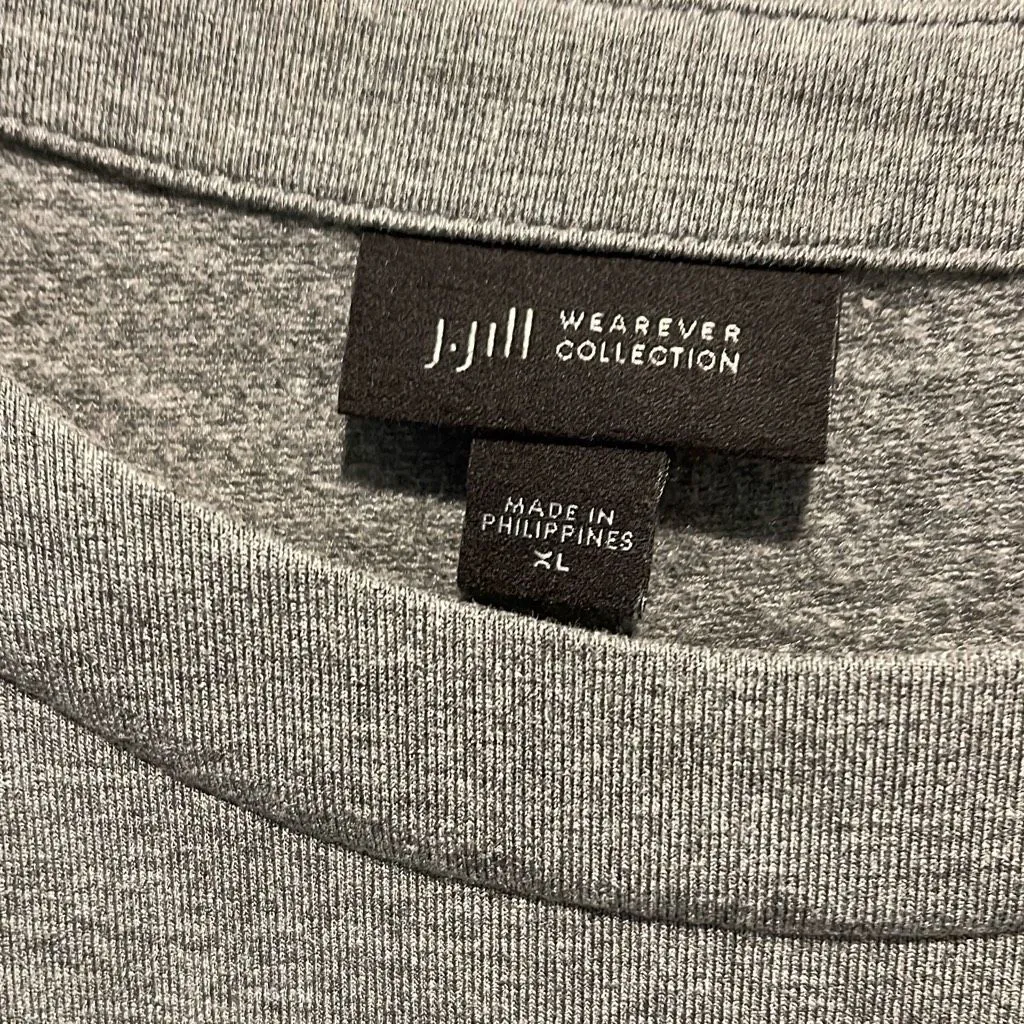 J.Jill WEAREVER
COLLECTION
MADE IN
PHILIPPINES
XL